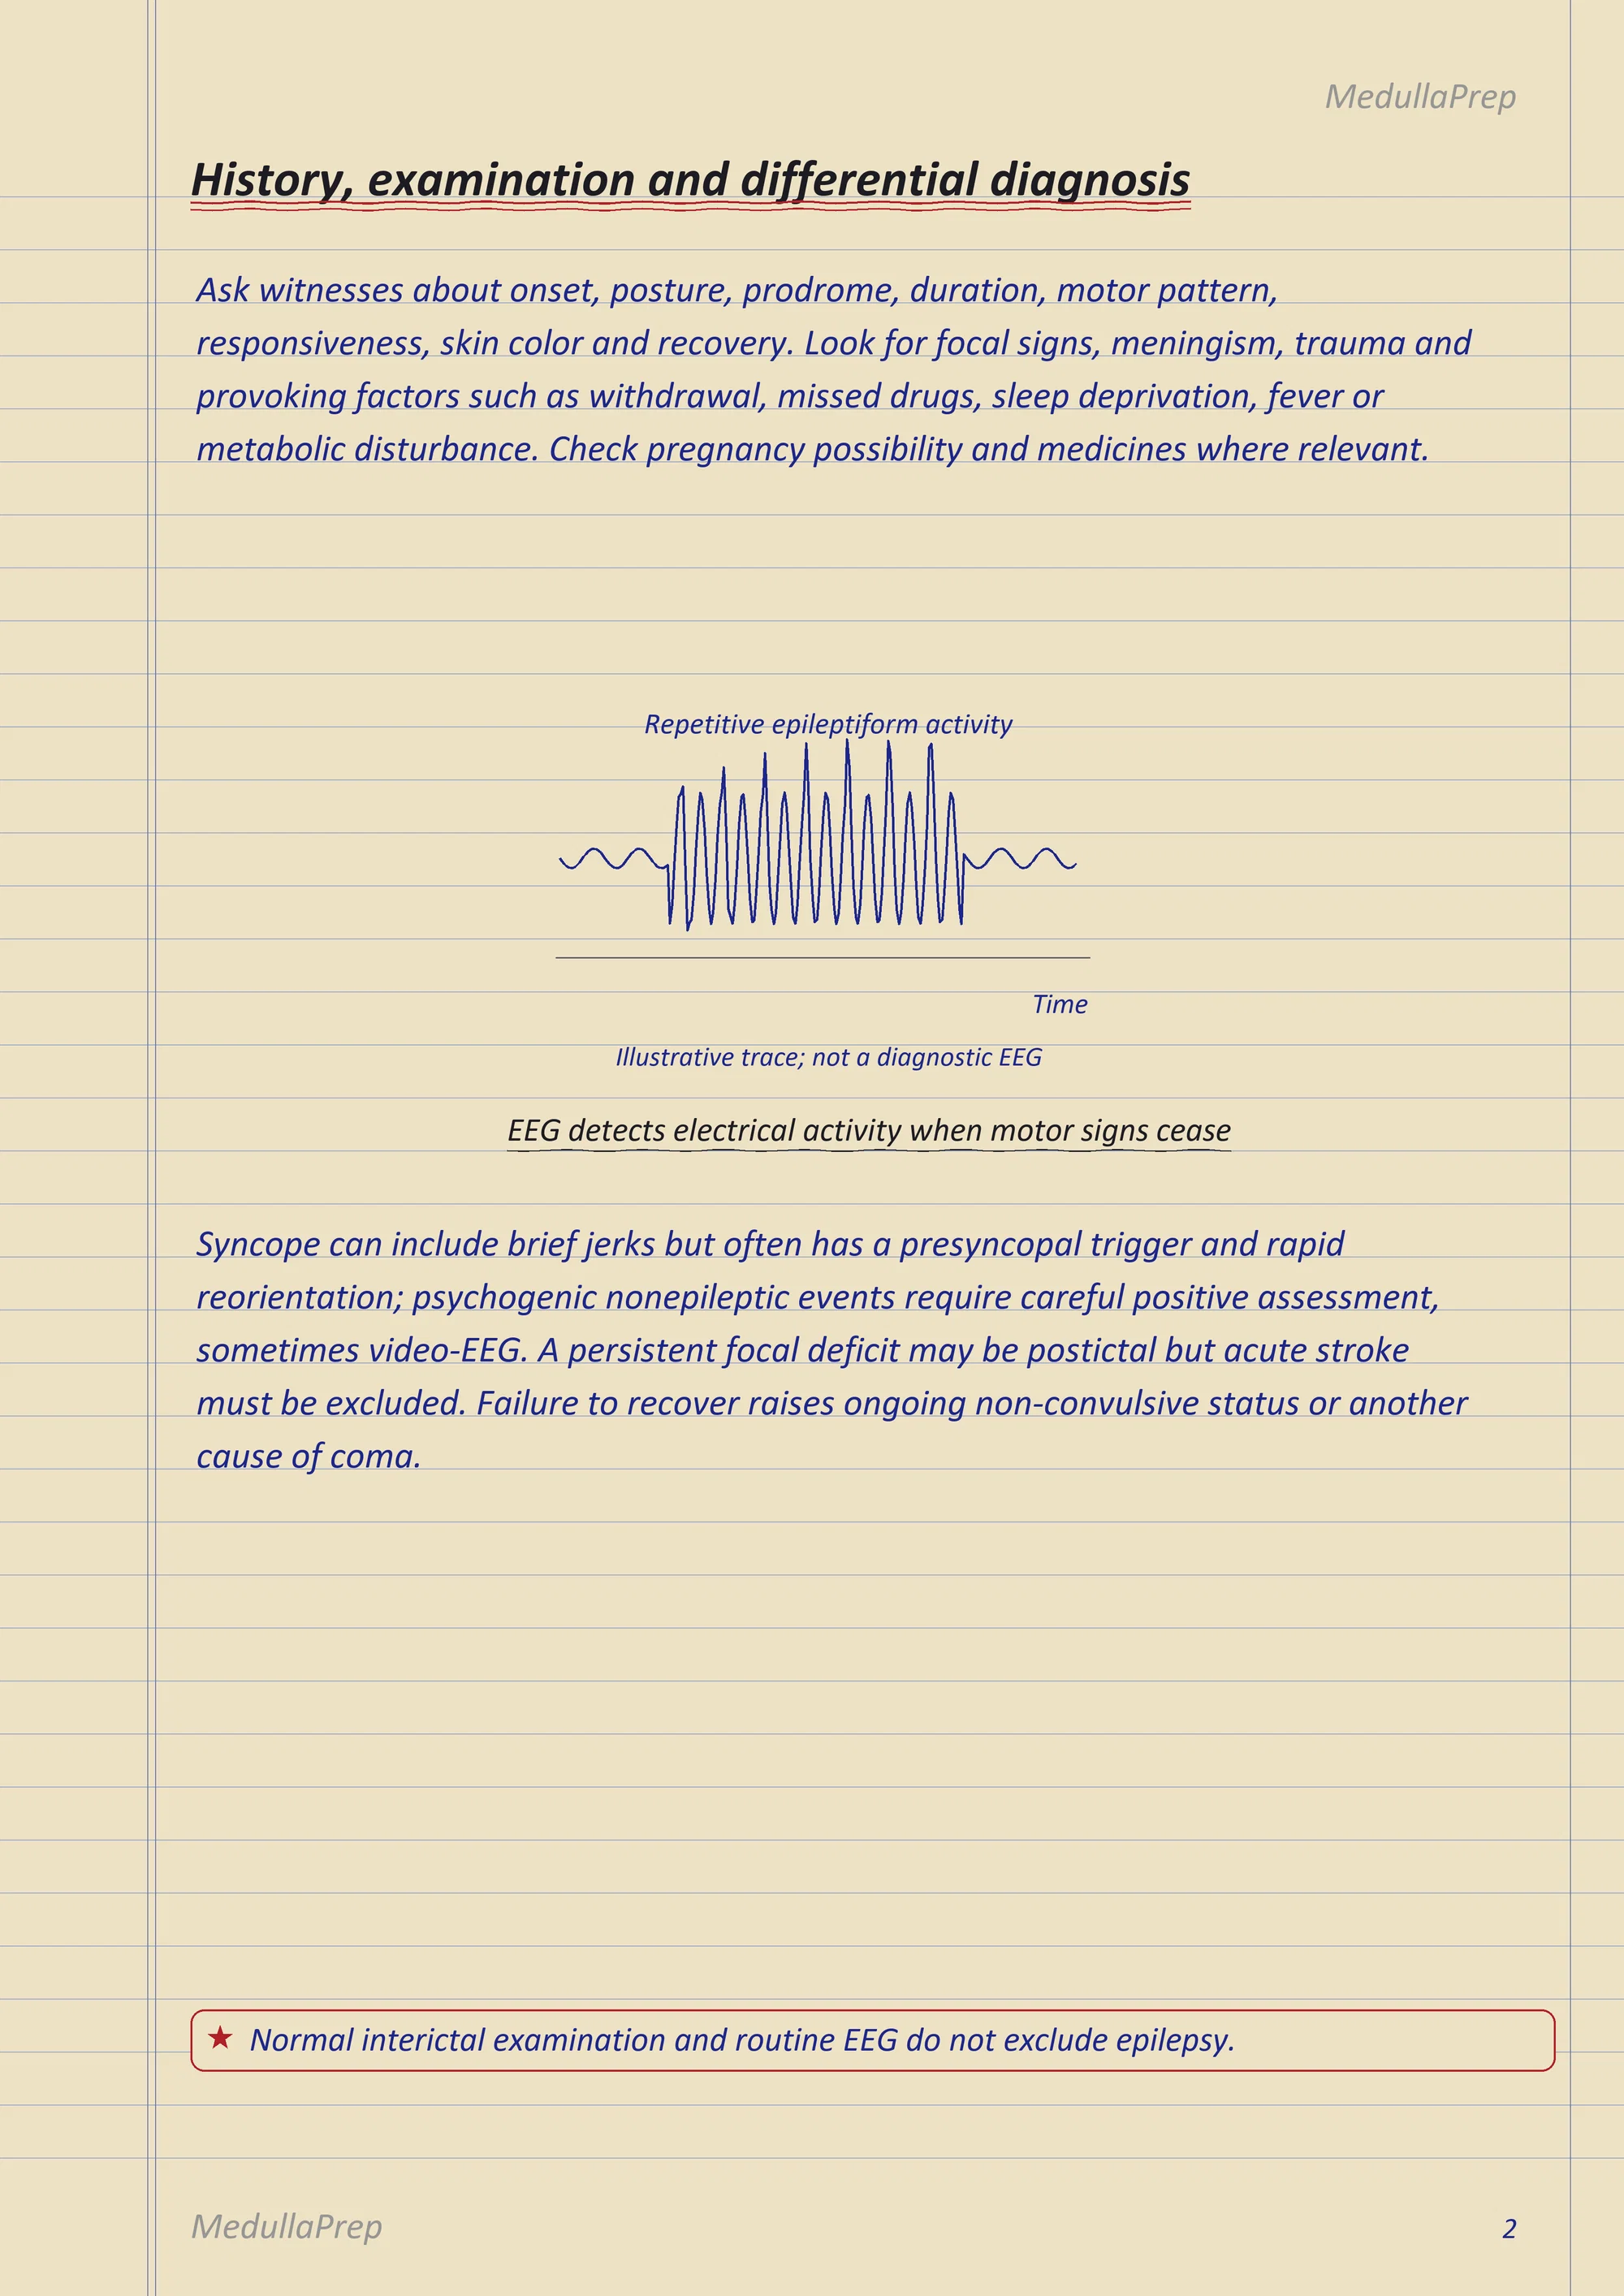 MedullaPrep
History, examination and differential diagnosis
Ask witnesses about onset, posture, prodrome, duration, motor pattern,
responsiveness, skin color and recovery. Look for focal signs, meningism, trauma and
provoking factors such as withdrawal, missed drugs, sleep deprivation, fever or
metabolic disturbance. Check pregnancy possibility and medicines where relevant.
Repetitive epileptiform activity
Time
Illustrative trace; not a diagnostic EEG
EEG detects electrical activity when motor signs cease
Syncope can include brief jerks but often has a presyncopal trigger and rapid
reorientation; psychogenic nonepileptic events require careful positive assessment,
sometimes video-EEG. A persistent focal deficit may be postictal but acute stroke
must be excluded. Failure to recover raises ongoing non-convulsive status or another
cause of coma.
★ Normal interictal examination and routine EEG do not exclude epilepsy.
MedullaPrep
2